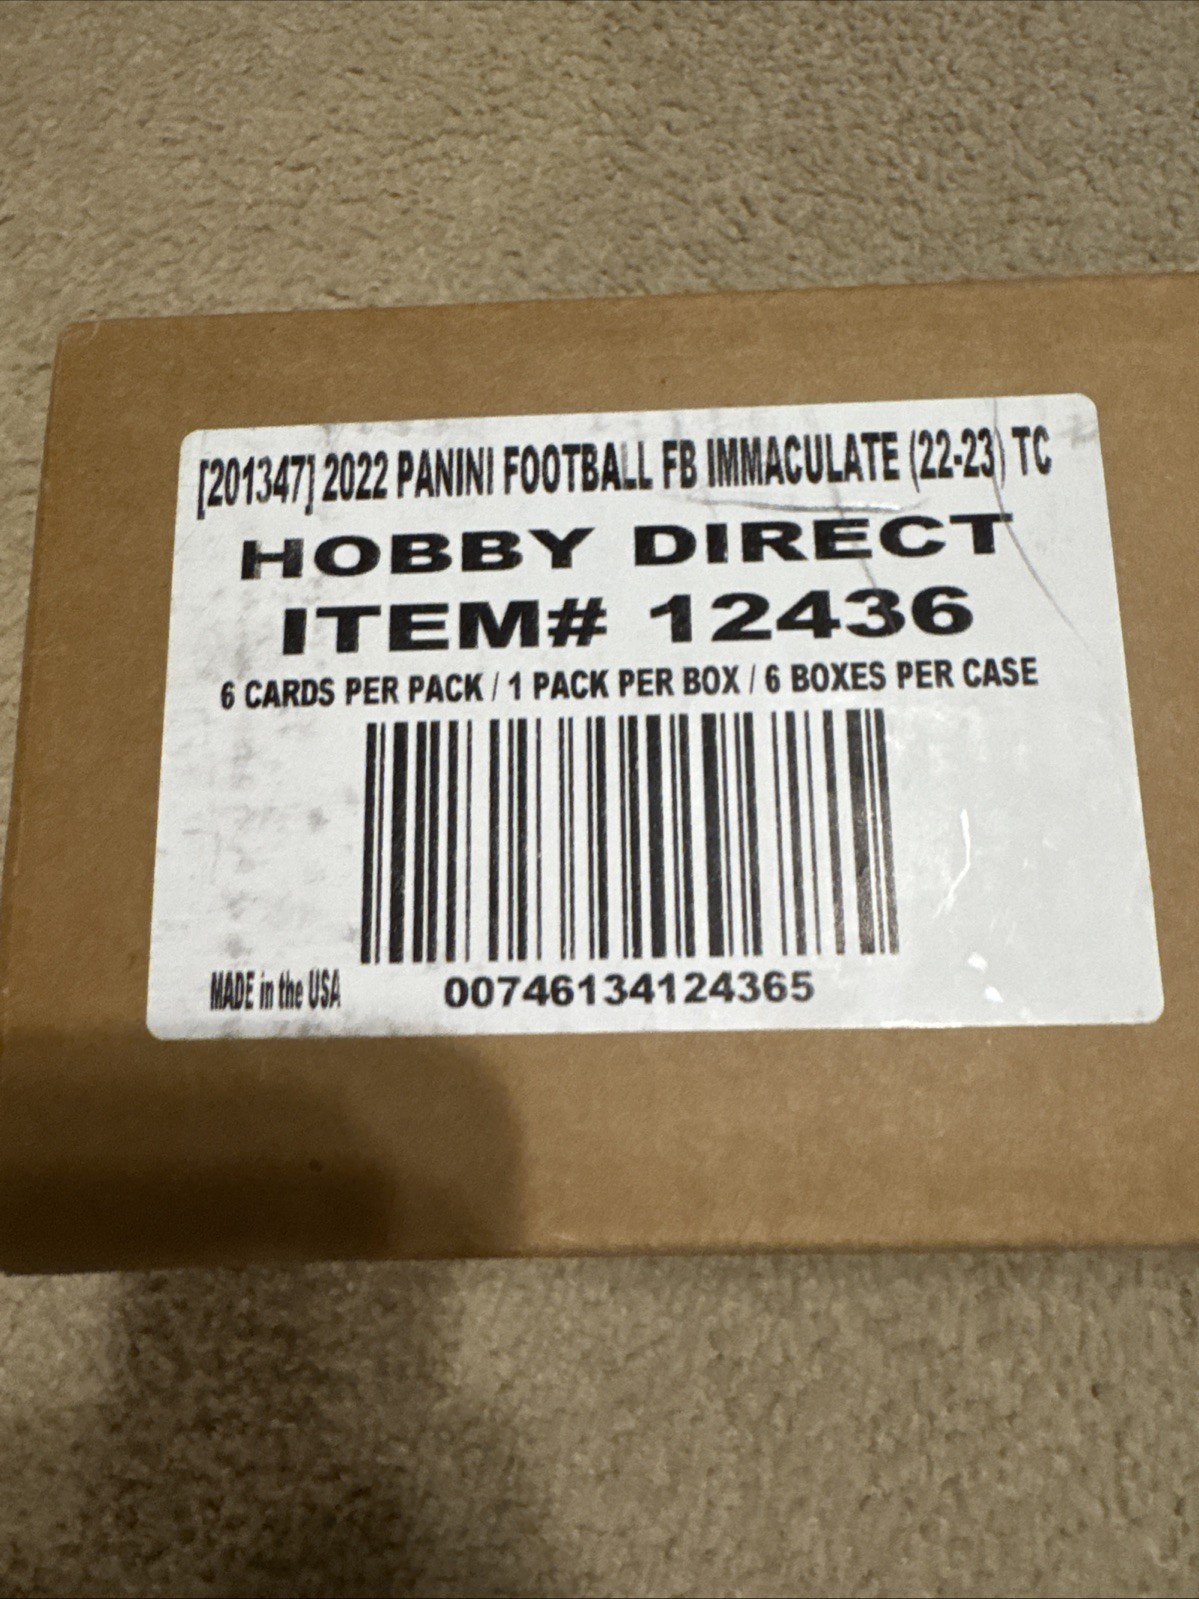 [201347] 2022 PANINI FOOTBALL FB IMMACULATE (22-23) TC
HOBBY DIRECT
ITEM# 12436
6 CARDS PER PACK / 1 PACK PER BOX / 6 BOXES PER CASE
MADE in the USA
00746134124365